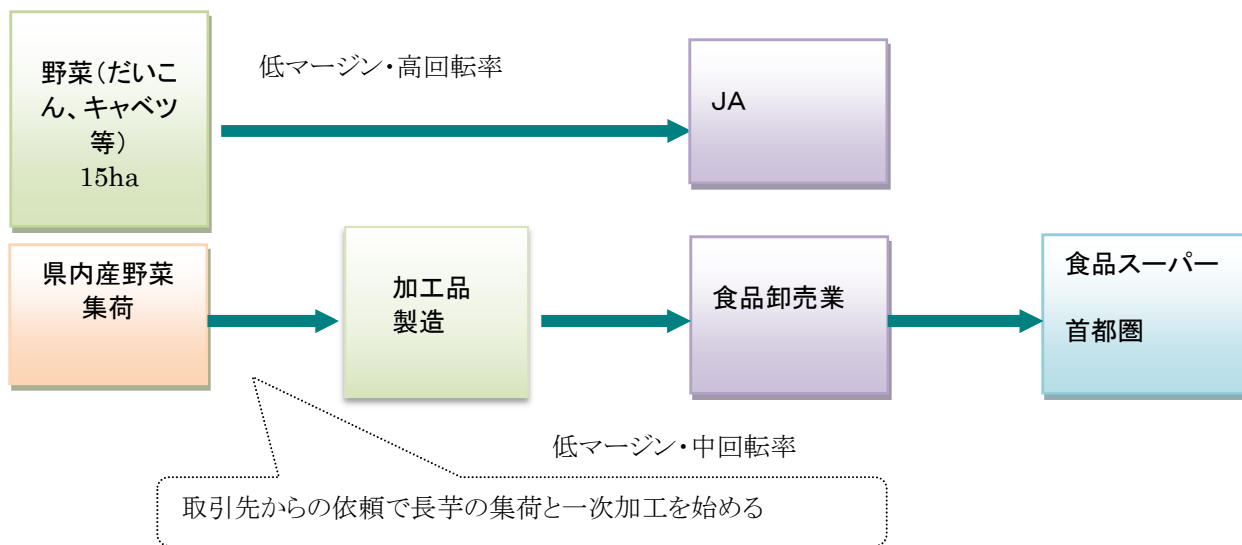 野菜（だいこ
ん、キャベツ
等）
15ha
低マージン・高回転率
ＪＡ
県内産野菜
集荷
加工品
製造
食品卸売業
食品スーパー
首都圏
低マージン・中回転率
取引先からの依頼で長芋の集荷と一次加工を始める